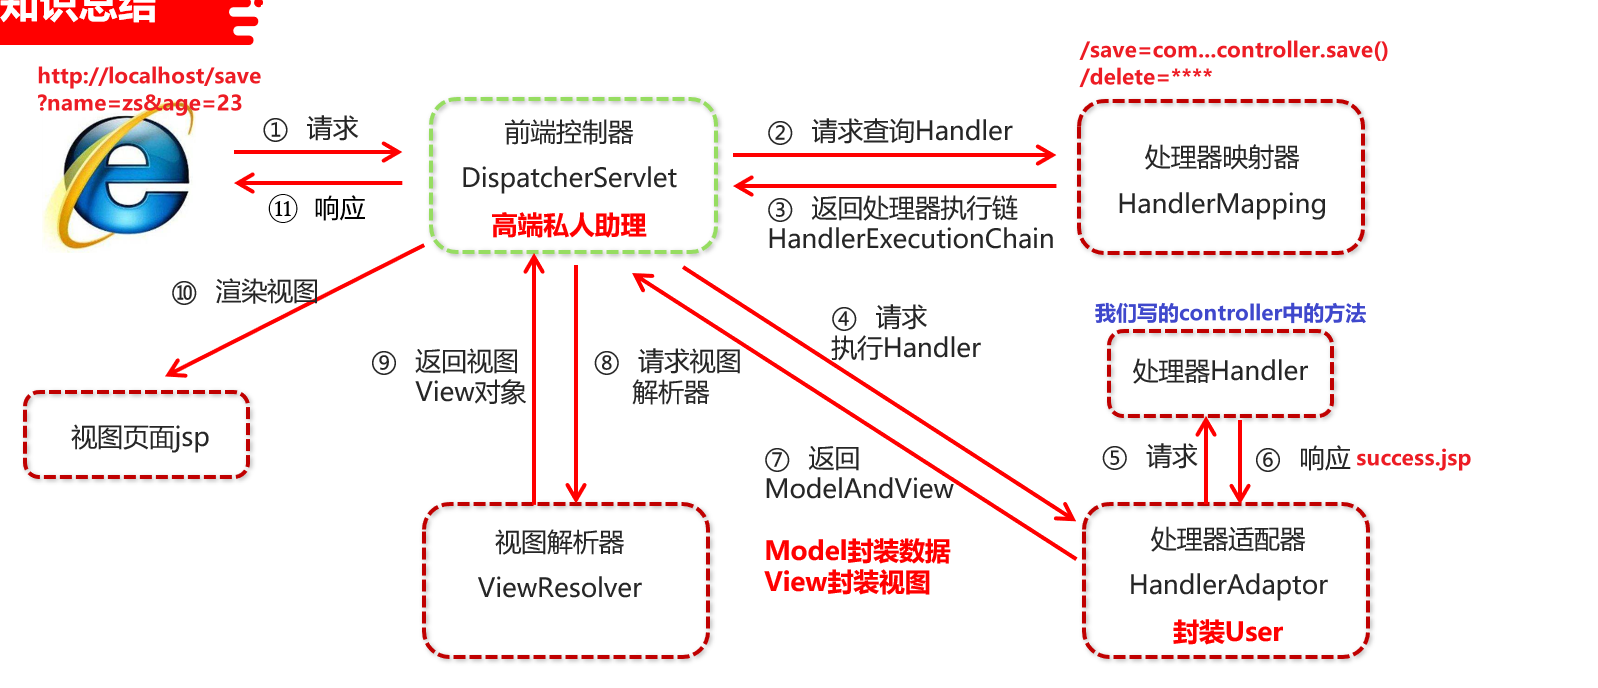 知识总结
http://localhost/save
?name=zs&age=23
① 请求
⑪ 响应
前端控制器
DispatcherServlet
高端私人助理
② 请求查询Handler
③ 返回处理器执行链
HandlerExecutionChain
/save=com...controller.save()
/delete=****
处理器映射器
HandlerMapping
⑩ 渲染视图
视图页面jsp
⑨ 返回视图
View对象
⑧ 请求视图
解析器
④ 请求
执行Handler
我们写的controller中的方法
处理器Handler
⑤ 请求
⑥ 响应 success.jsp
⑦ 返回
ModelAndView
Model封装数据
View封装视图
视图解析器
ViewResolver
处理器适配器
HandlerAdaptor
封装User